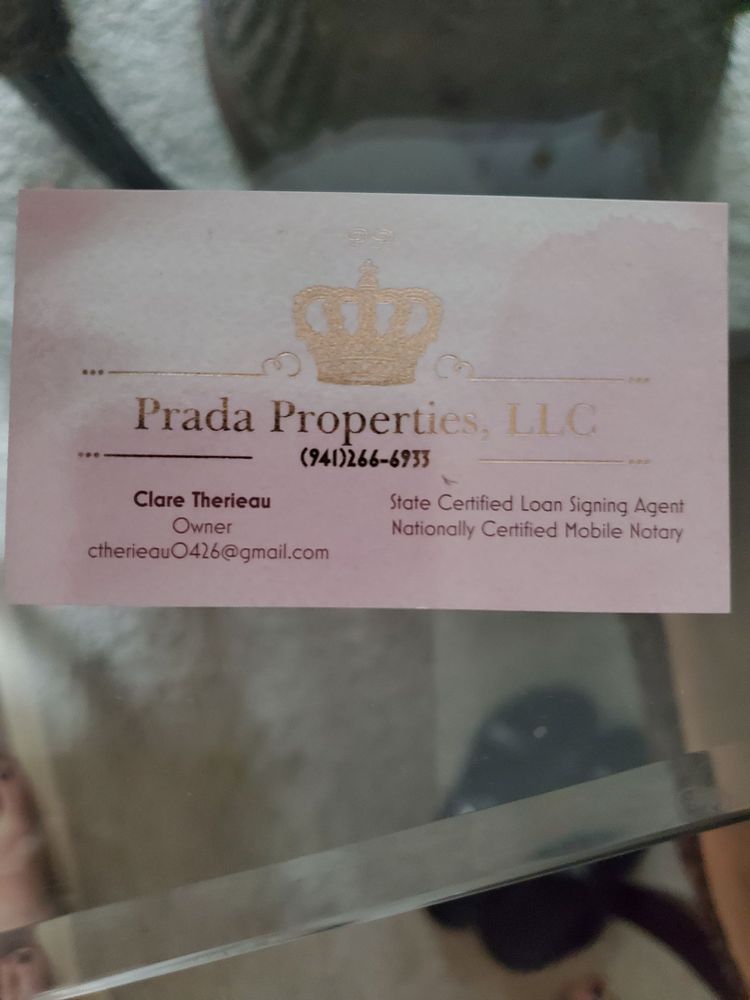 Prada Properties, LLC
(941)266-6933
Clare Therieau
Owner
ctherieau0426@gmail.com
State Certified Loan Signing Agent
Nationally Certified Mobile Notary